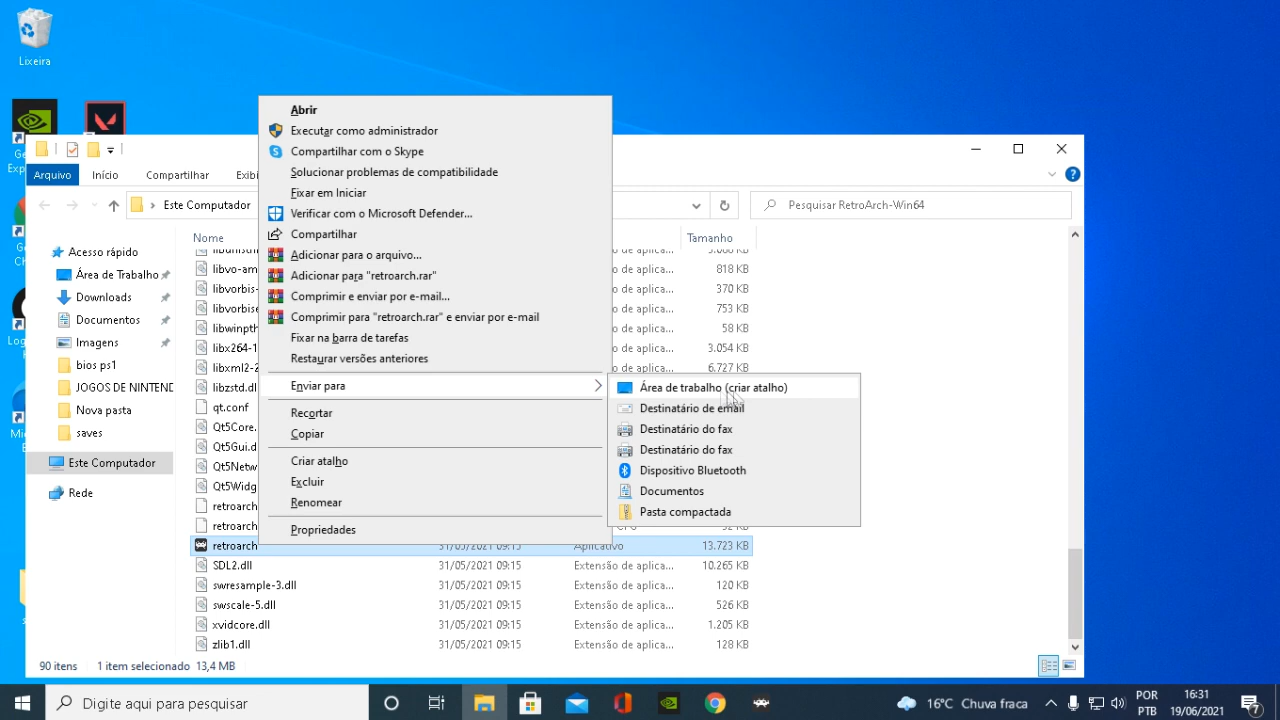 Lixeira
Abrir
Executar como administrador
Compartilhar com o Skype
Solucionar problemas de compatibilidade
Fixar em Iniciar
Verificar com o Microsoft Defender...
Compartilhar
Adicionar para o arquivo...
Adicionar para "retroarch.rar"
Comprimir e enviar por e-mail...
Comprimir para "retroarch.rar" e enviar por e-mail
Fixar na barra de tarefas
Restaurar versões anteriores
Enviar para
Recortar
Copiar
Criar atalho
Excluir
Renomear
Propriedades
Área de trabalho (criar atalho)
Destinatário de email
Destinatário do fax
Destinatário do fax
Dispositivo Bluetooth
Documentos
Pasta compactada
Arquivo Início Compartilhar Exibi
Este Computador
Pesquisar RetroArch-Win64
Acesso rápido
Área de Trabalho
Downloads
Documentos
Imagens
bios ps1
JOGOS DE NINTEND
Nova pasta
saves
Este Computador
Rede
Nome Tamanho
libvo-am 818 KB
libvorbis- 370 KB
libvorbise 753 KB
libwinpth 58 KB
libx264-1 3.054 KB
libxml2-2 6.727 KB
libzstd.dl
qt.conf
Qt5Core.
Qt5Gui.d
Qt5Netw
Qt5Widg
retroarch
retroarch
retroarch 31/05/2021 09:15 Aplicativo 13.723 KB
SDL2.dll 31/05/2021 09:15 Extensão de aplica... 10.265 KB
swresample-3.dll 31/05/2021 09:15 Extensão de aplica... 120 KB
swscale-5.dll 31/05/2021 09:15 Extensão de aplica... 526 KB
xvidcore.dll 31/05/2021 09:15 Extensão de aplica... 1.205 KB
zlib1.dll 31/05/2021 09:15 Extensão de aplica... 128 KB
90 itens 1 item selecionado 13,4 MB
Digite aqui para pesquisar
16°C Chuva fraca
POR
PTB
16:31
19/06/2021
7